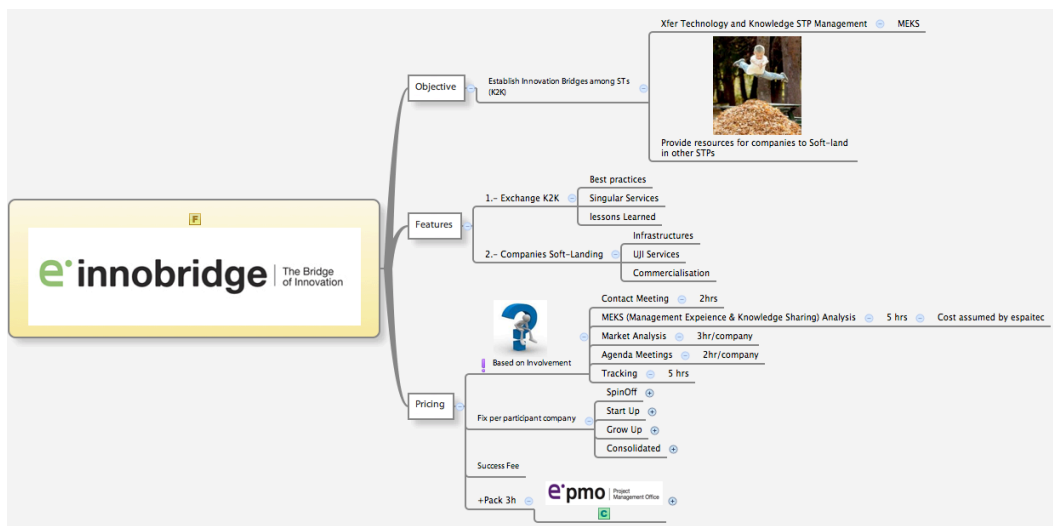 F
e·innobridge
The Bridge
of Innovation
Objective
Establish Innovation Bridges among STs
(K2K)
Xfer Technology and Knowledge STP Management
MEKS
Provide resources for companies to Soft-land
in other STPs
Features
1.- Exchange K2K
Best practices
Singular Services
lessons Learned
2.- Companies Soft-Landing
Infrastructures
UJI Services
Commercialisation
Pricing
Based on Involvement
Contact Meeting
2hrs
MEKS (Management Expeience & Knowledge Sharing) Analysis
5 hrs
Cost assumed by espaitec
Market Analysis
3hr/company
Agenda Meetings
2hr/company
Tracking
5 hrs
Fix per participant company
SpinOff
Start Up
Grow Up
Consolidated
Success Fee
+Pack 3h
e·pmo
Project
Management Office
C